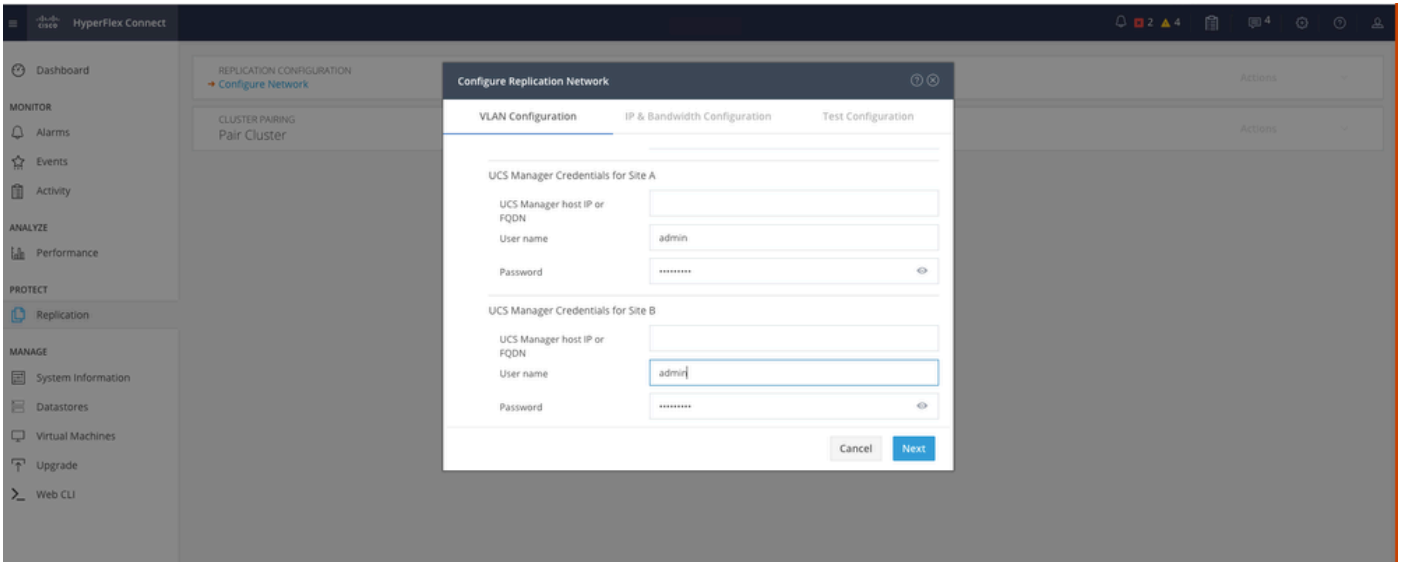 cisco HyperFlex Connect 2 4 4
Dashboard
MONITOR
Alarms
Events
Activity
ANALYZE
Performance
PROTECT
Replication
MANAGE
System Information
Datastores
Virtual Machines
Upgrade
Web CLI
REPLICATION CONFIGURATION
Configure Network
Actions
CLUSTER PAIRING
Pair Cluster
Actions
Configure Replication Network
VLAN Configuration IP & Bandwidth Configuration Test Configuration
UCS Manager Credentials for Site A
UCS Manager host IP or
FQDN
User name admin
Password •••••••••
UCS Manager Credentials for Site B
UCS Manager host IP or
FQDN
User name admin
Password •••••••••
Cancel Next